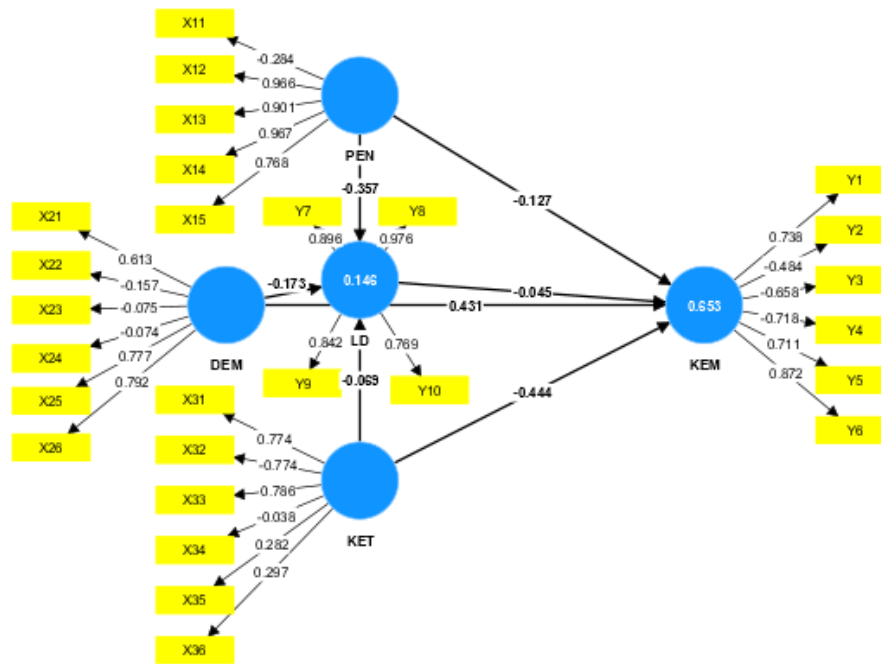 X11
X12
X13
X14
X15
-0.284
0.966
0.901
0.967
0.768
PEN
-0.357
-0.127
Y7
Y8
0.896
0.976
X21
X22
X23
X24
X25
X26
0.613
-0.157
-0.075
-0.074
0.777
0.792
DEM
-0.173
0.146
LD
-0.045
0.431
0.842
0.769
Y9
Y10
-0.069
-0.444
X31
X32
X33
X34
X35
X36
0.774
-0.774
0.786
-0.038
0.282
0.297
KET
0.653
KEM
0.738
-0.484
-0.658
-0.718
0.711
0.872
Y1
Y2
Y3
Y4
Y5
Y6